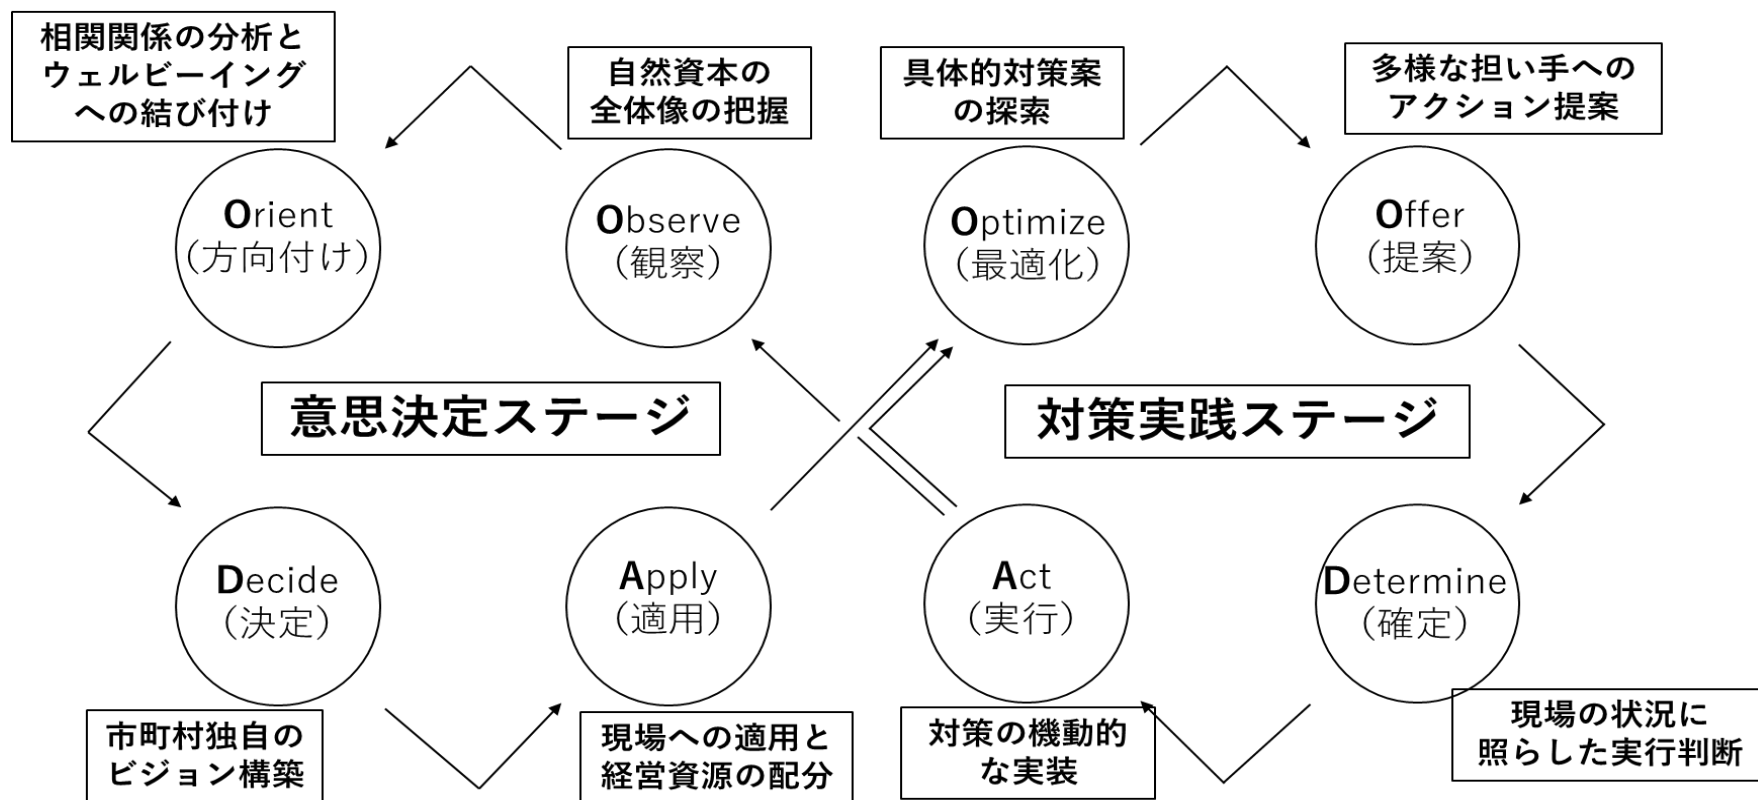 相関関係の分析と
ウェルビーイング
への結び付け
自然資本の
全体像の把握
具体的対策案
の探索
多様な担い手への
アクション提案
Orient
（方向付け）
Observe
（観察）
Optimize
（最適化）
Offer
（提案）
意思決定ステージ
対策実践ステージ
Decide
（決定）
Apply
（適用）
Act
（実行）
Determine
（確定）
市町村独自の
ビジョン構築
現場への適用と
経営資源の配分
対策の機動的
な実装
現場の状況に
照らした実行判断